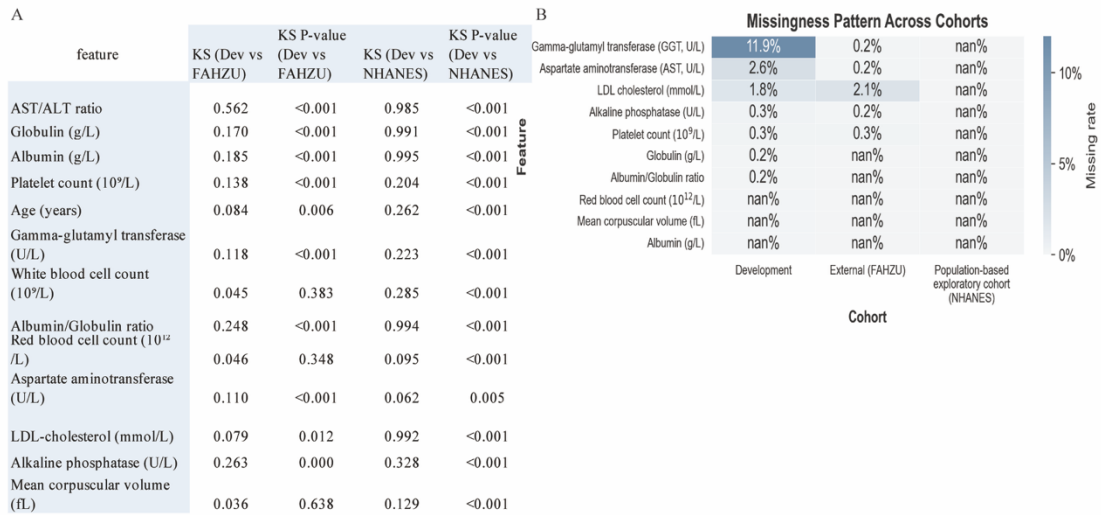 A
feature
KS (Dev vs FAHZU)
KS P-value (Dev vs FAHZU)
KS (Dev vs NHANES)
KS P-value (Dev vs NHANES)
AST/ALT ratio 0.562 <0.001 0.985 <0.001
Globulin (g/L) 0.170 <0.001 0.991 <0.001
Albumin (g/L) 0.185 <0.001 0.995 <0.001
Platelet count (10⁹/L) 0.138 <0.001 0.204 <0.001
Age (years) 0.084 0.006 0.262 <0.001
Gamma-glutamyl transferase
(U/L) 0.118 <0.001 0.223 <0.001
White blood cell count
(10⁹/L) 0.045 0.383 0.285 <0.001
Albumin/Globulin ratio 0.248 <0.001 0.994 <0.001
Red blood cell count (10¹²
/L) 0.046 0.348 0.095 <0.001
Aspartate aminotransferase
(U/L) 0.110 <0.001 0.062 0.005
LDL-cholesterol (mmol/L) 0.079 0.012 0.992 <0.001
Alkaline phosphatase (U/L) 0.263 0.000 0.328 <0.001
Mean corpuscular volume
(fL) 0.036 0.638 0.129 <0.001
B
Missingness Pattern Across Cohorts
Feature
Gamma-glutamyl transferase (GGT, U/L) 11.9% 0.2% nan%
Aspartate aminotransferase (AST, U/L) 2.6% 0.2% nan%
LDL cholesterol (mmol/L) 1.8% 2.1% nan%
Alkaline phosphatase (U/L) 0.3% 0.2% nan%
Platelet count (10⁹/L) 0.3% 0.3% nan%
Globulin (g/L) 0.2% nan% nan%
Albumin/Globulin ratio 0.2% nan% nan%
Red blood cell count (10¹²/L) nan% nan% nan%
Mean corpuscular volume (fL) nan% nan% nan%
Albumin (g/L) nan% nan% nan%
Development
External (FAHZU)
Population-based
exploratory cohort
(NHANES)
Cohort
10%
5%
0%
Missing rate